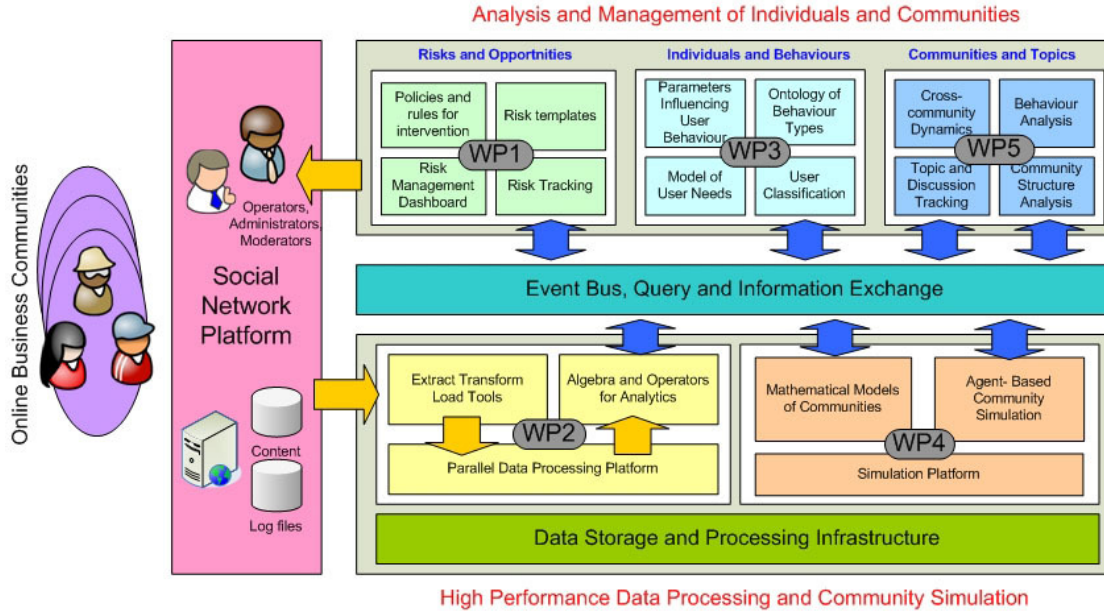 Analysis and Management of Individuals and Communities
Risks and Opportnities
Individuals and Behaviours
Communities and Topics
Policies and
rules for
intervention
Risk templates
WP1
Risk
Management
Dashboard
Risk Tracking
Parameters
Influencing
User
Behaviour
Ontology of
Behaviour
Types
WP3
Model of
User Needs
User
Classification
Cross-
community
Dynamics
Behaviour
Analysis
WP5
Topic and
Discussion
Tracking
Community
Structure
Analysis
Online Business Communities
Operators,
Administrators,
Moderators
Social
Network
Platform
Content
Log files
Event Bus, Query and Information Exchange
Extract Transform
Load Tools
Algebra and Operators
for Analytics
WP2
Parallel Data Processing Platform
Mathematical Models
of Communities
Agent- Based
Community
Simulation
WP4
Simulation Platform
Data Storage and Processing Infrastructure
High Performance Data Processing and Community Simulation